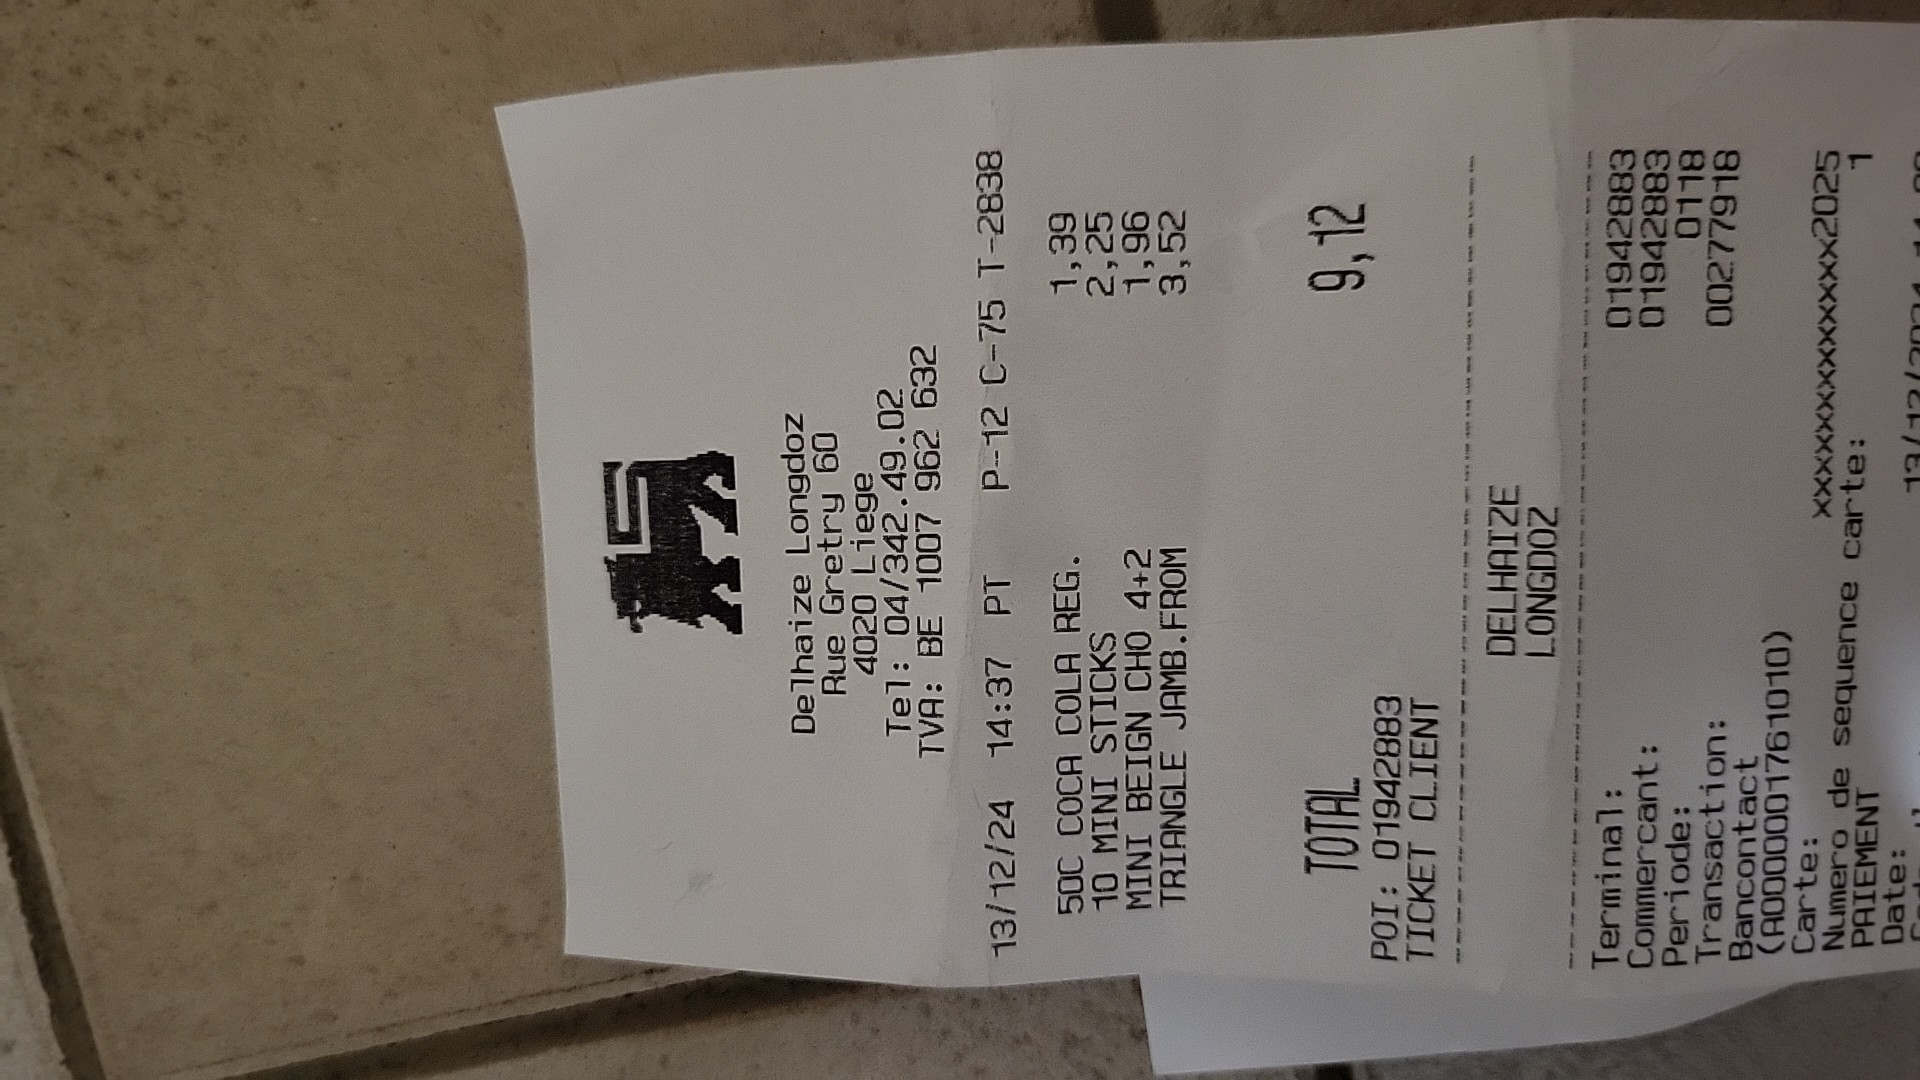 Delhaize Longdoz
Rue Gretry 60
4020 Liege
Tel: 04/342.49.02
TVA: BE 1007 962 632
13/12/24 14:37 PT P-12 C-75 T-2838
50C COCA COLA REG. 1,39
10 MINI STICKS 2,25
MINI BEIGN CHO 4+2 1,96
TRIANGLE JAMB.FROM 3,52
TOTAL 9,12
POI: 01942883
TICKET CLIENT
DELHAIZE
LONGDOZ
Terminal: 01942883
Commercant: 01942883
Periode: 0118
Transaction: 00277918
Bancontact
(A0000001761010)
Carte: xxxxxxxxxxxxxxx2025
Numero de sequence carte: 1
PAIEMENT
Date: 13/12/2024